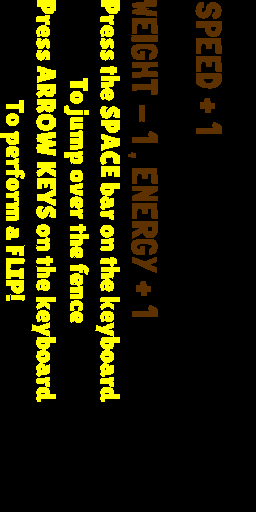 SPEED + 1
WEIGHT - 1, ENERGY + 1
Press the SPACE bar on the keyboard
To jump over the fence
Press ARROW KEYS on the keyboard
To perform a FLIP!